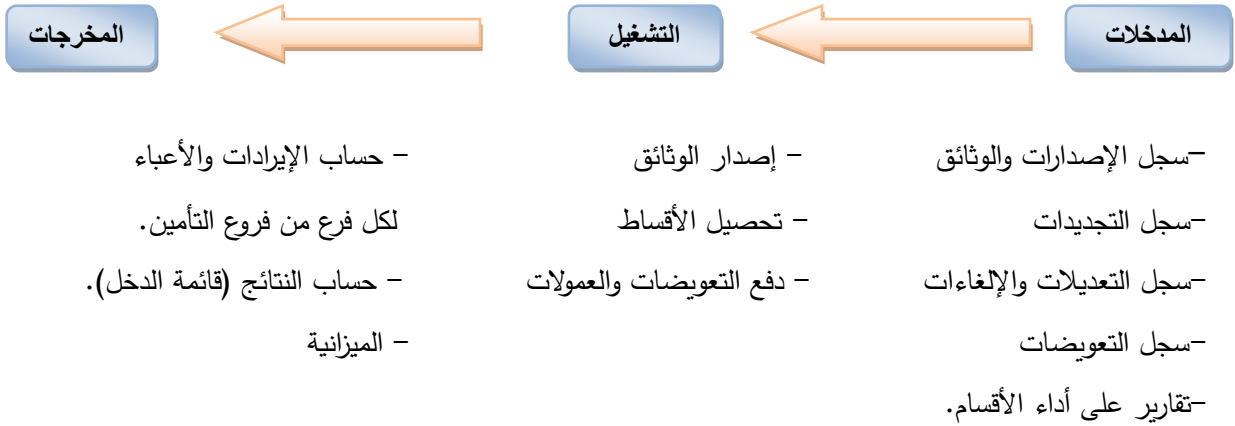 المدخلات
التشغيل
المخرجات
-سجل الإصدارات والوثائق
-سجل التجديدات
-سجل التعديلات والإلغاءات
-سجل التعويضات
-تقارير على أداء الأقسام.
- إصدار الوثائق
- تحصيل الأقساط
- دفع التعويضات والعمولات
- حساب الإيرادات والأعباء
لكل فرع من فروع التأمين.
- حساب النتائج (قائمة الدخل).
- الميزانية